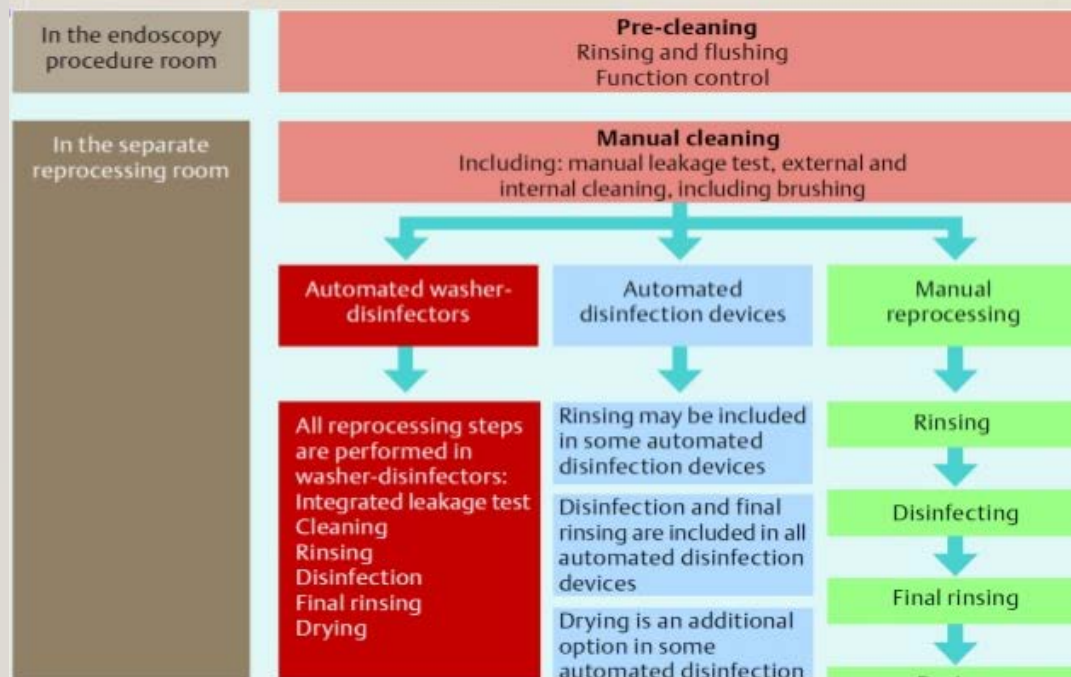 In the endoscopy
procedure room
Pre-cleaning
Rinsing and flushing
Function control
In the separate
reprocessing room
Manual cleaning
Including: manual leakage test, external and
internal cleaning, including brushing
Automated washer-
disinfectors
Automated
disinfection devices
Manual
reprocessing
All reprocessing steps
are performed in
washer-disinfectors:
Integrated leakage test
Cleaning
Rinsing
Disinfection
Final rinsing
Drying
Rinsing may be included
in some automated
disinfection devices
Disinfection and final
rinsing are included in all
automated disinfection
devices
Drying is an additional
option in some
automated disinfection
Rinsing
Disinfecting
Final rinsing